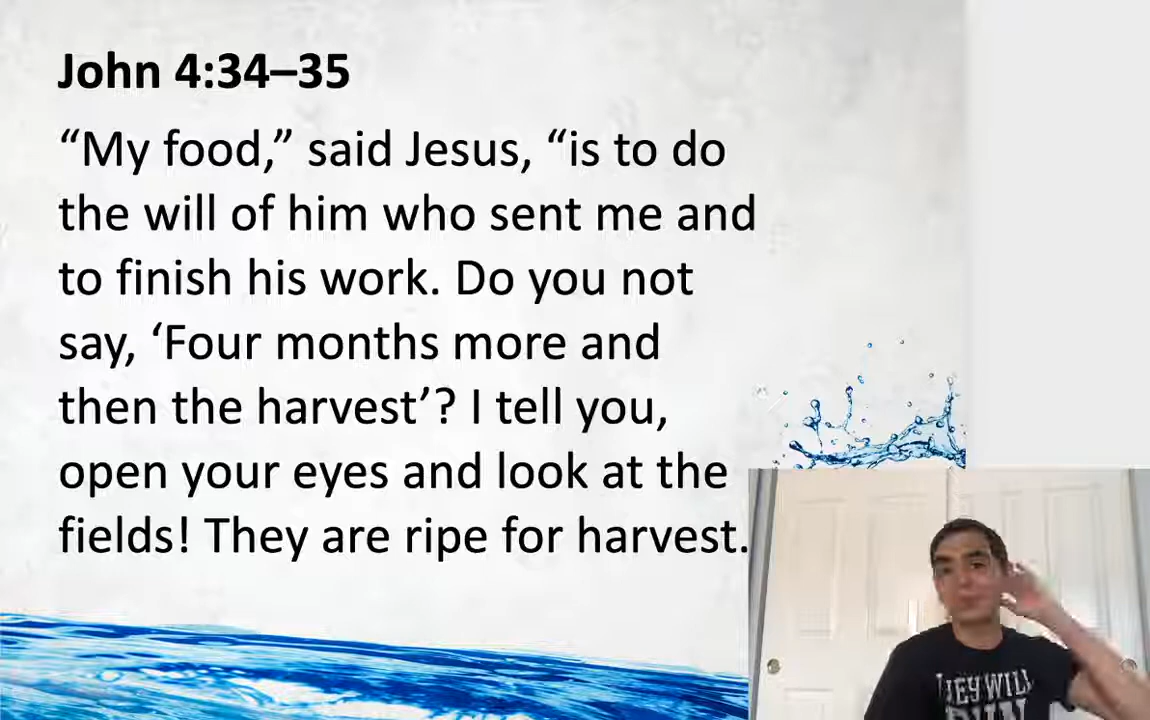 John 4:34–35
“My food,” said Jesus, “is to do
the will of him who sent me and
to finish his work. Do you not
say, ‘Four months more and
then the harvest’? I tell you,
open your eyes and look at the
fields! They are ripe for harvest.
WILL